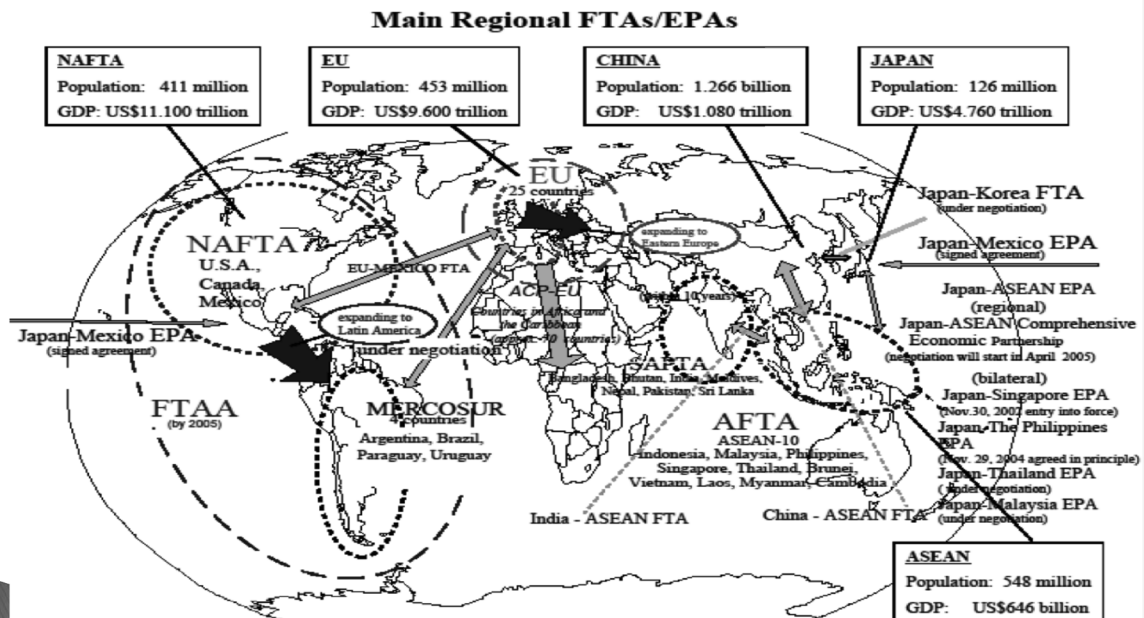 Main Regional FTAs/EPAs
NAFTA
Population: 411 million
GDP: US$11.100 trillion
EU
Population: 453 million
GDP: US$9.600 trillion
CHINA
Population: 1.266 billion
GDP: US$1.080 trillion
JAPAN
Population: 126 million
GDP: US$4.760 trillion
EU
25 countries
expanding to
Eastern Europe
Japan-Korea FTA
(under negotiation)
Japan-Mexico EPA
(signed agreement)
NAFTA
U.S.A.,
Canada,
Mexico
EU-MEXICO FTA
ACP-EU
Countries in Africa and
the Caribbean
countries)
10 years)
expanding to
Latin America
under negotiation
Japan-Mexico EPA
(signed agreement)
Japan-ASEAN EPA
(regional)
Japan-ASEAN Comprehensive
Economic Partnership
(negotiation will start in April 2005)
(bilateral)
Japan-Singapore EPA
(Nov.30, 2002 entry into force)
Japan-The Philippines
EPA
(Nov. 29, 2004 agreed in principle)
Japan-Thailand EPA
(under negotiation)
Japan-Malaysia EPA
(under negotiation)
SAFTA
Bangladesh, Bhutan, India, Maldives,
Nepal, Pakistan, Sri Lanka
FTAA
(by 2005)
MERCOSUR
4 countries
Argentina, Brazil,
Paraguay, Uruguay
AFTA
ASEAN-10
Indonesia, Malaysia, Philippines,
Singapore, Thailand, Brunei,
Vietnam, Laos, Myanmar, Cambodia
India - ASEAN FTA
China - ASEAN FTA
ASEAN
Population: 548 million
GDP: US$646 billion